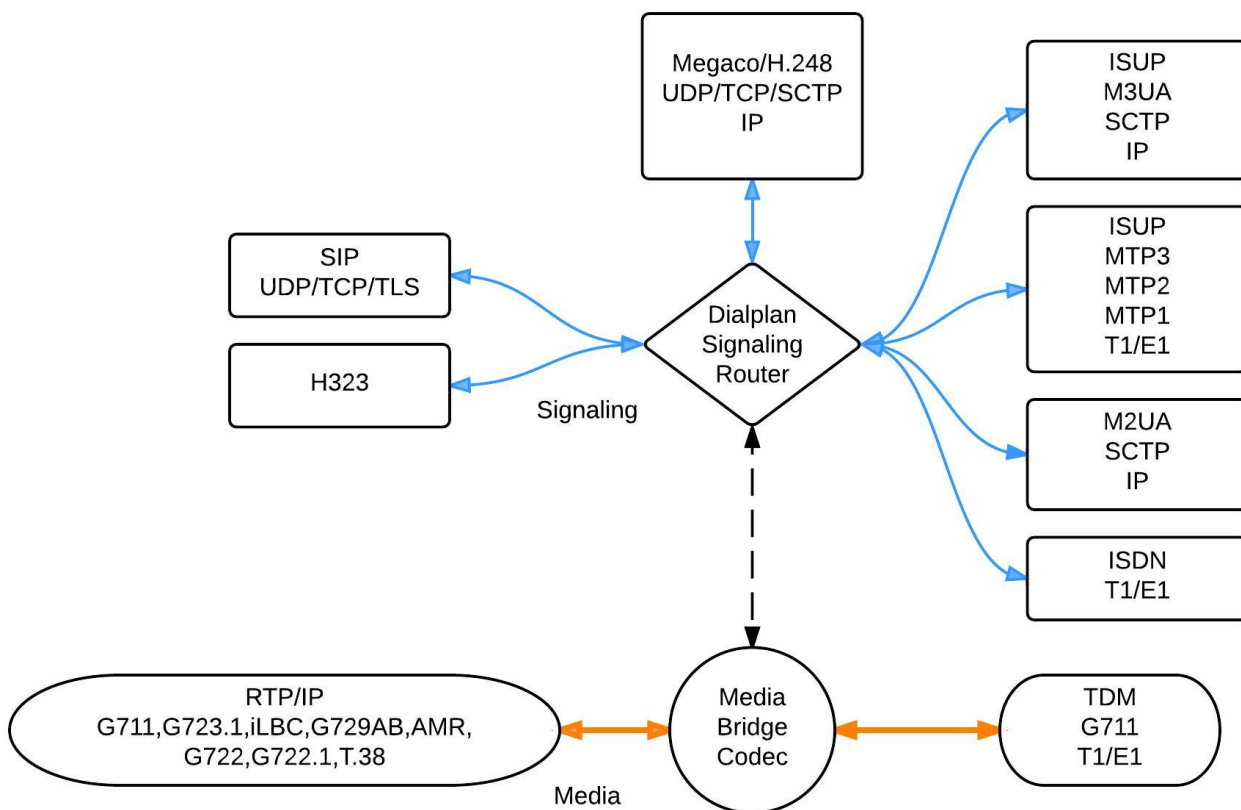 Megaco/H.248
UDP/TCP/SCTP
IP
ISUP
M3UA
SCTP
IP
SIP
UDP/TCP/TLS
H323
Signaling
Dialplan
Signaling
Router
ISUP
MTP3
MTP2
MTP1
T1/E1
M2UA
SCTP
IP
ISDN
T1/E1
RTP/IP
G711,G723.1,iLBC,G729AB,AMR,
G722,G722.1,T.38
Media
Media
Bridge
Codec
TDM
G711
T1/E1